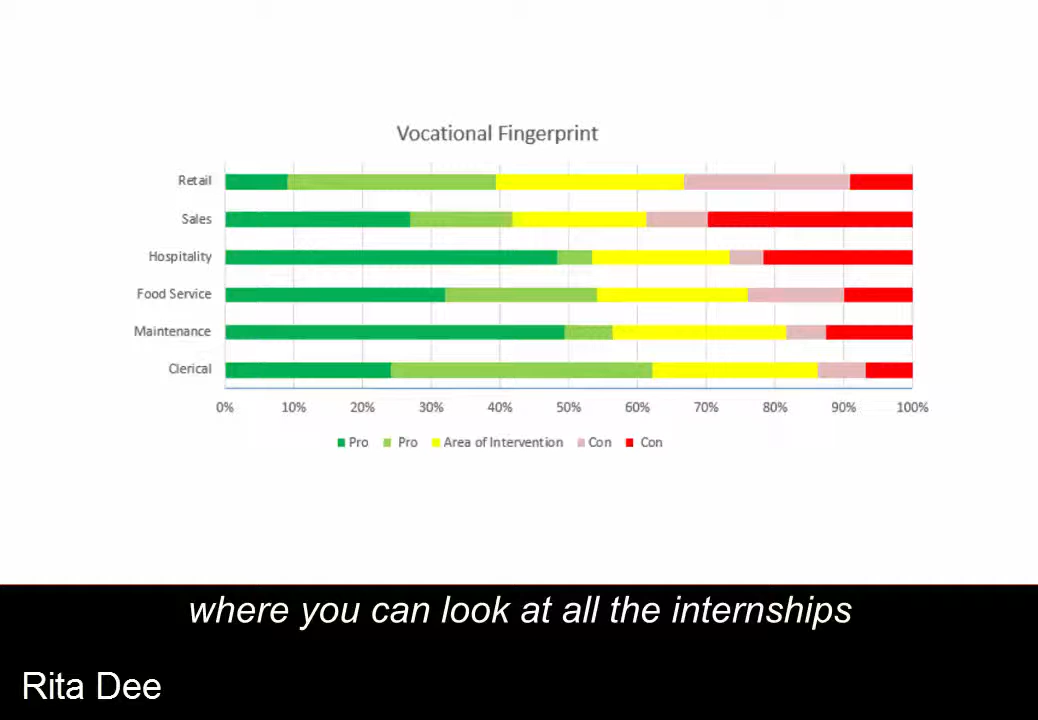 Vocational Fingerprint
Retail
Sales
Hospitality
Food Service
Maintenance
Clerical
0% 10% 20% 30% 40% 50% 60% 70% 80% 90% 100%
Pro Pro Area of Intervention Con Con
where you can look at all the internships
Rita Dee